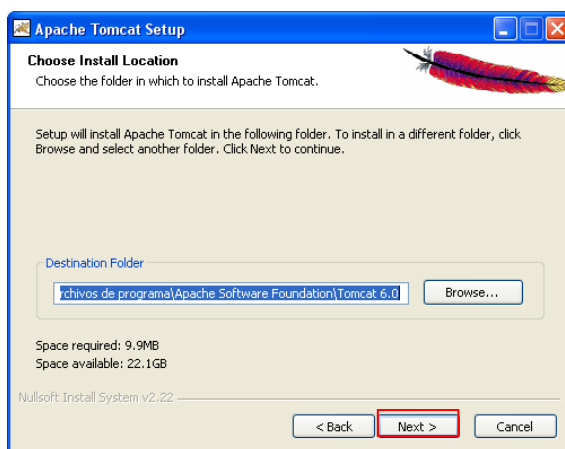 Apache Tomcat Setup
Choose Install Location
Choose the folder in which to install Apache Tomcat.
Setup will install Apache Tomcat in the following folder. To install in a different folder, click
Browse and select another folder. Click Next to continue.
Destination Folder
rchivos de programa\Apache Software Foundation\Tomcat 6.0
Browse...
Space required: 9.9MB
Space available: 22.1GB
Nullsoft Install System v2.22
< Back
Next >
Cancel